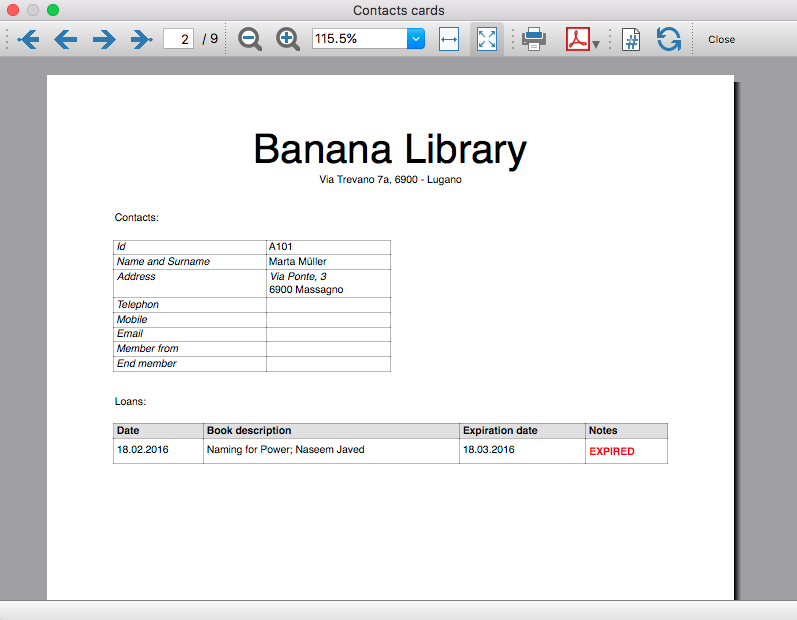 Contacts cards
2 / 9 115.5% Close
Banana Library
Via Trevano 7a, 6900 - Lugano
Contacts:
Id A101
Name and Surname Marta Müller
Address Via Ponte, 3
6900 Massagno
Telephon
Mobile
Email
Member from
End member
Loans:
Date Book description Expiration date Notes
18.02.2016 Naming for Power; Naseem Javed 18.03.2016 EXPIRED